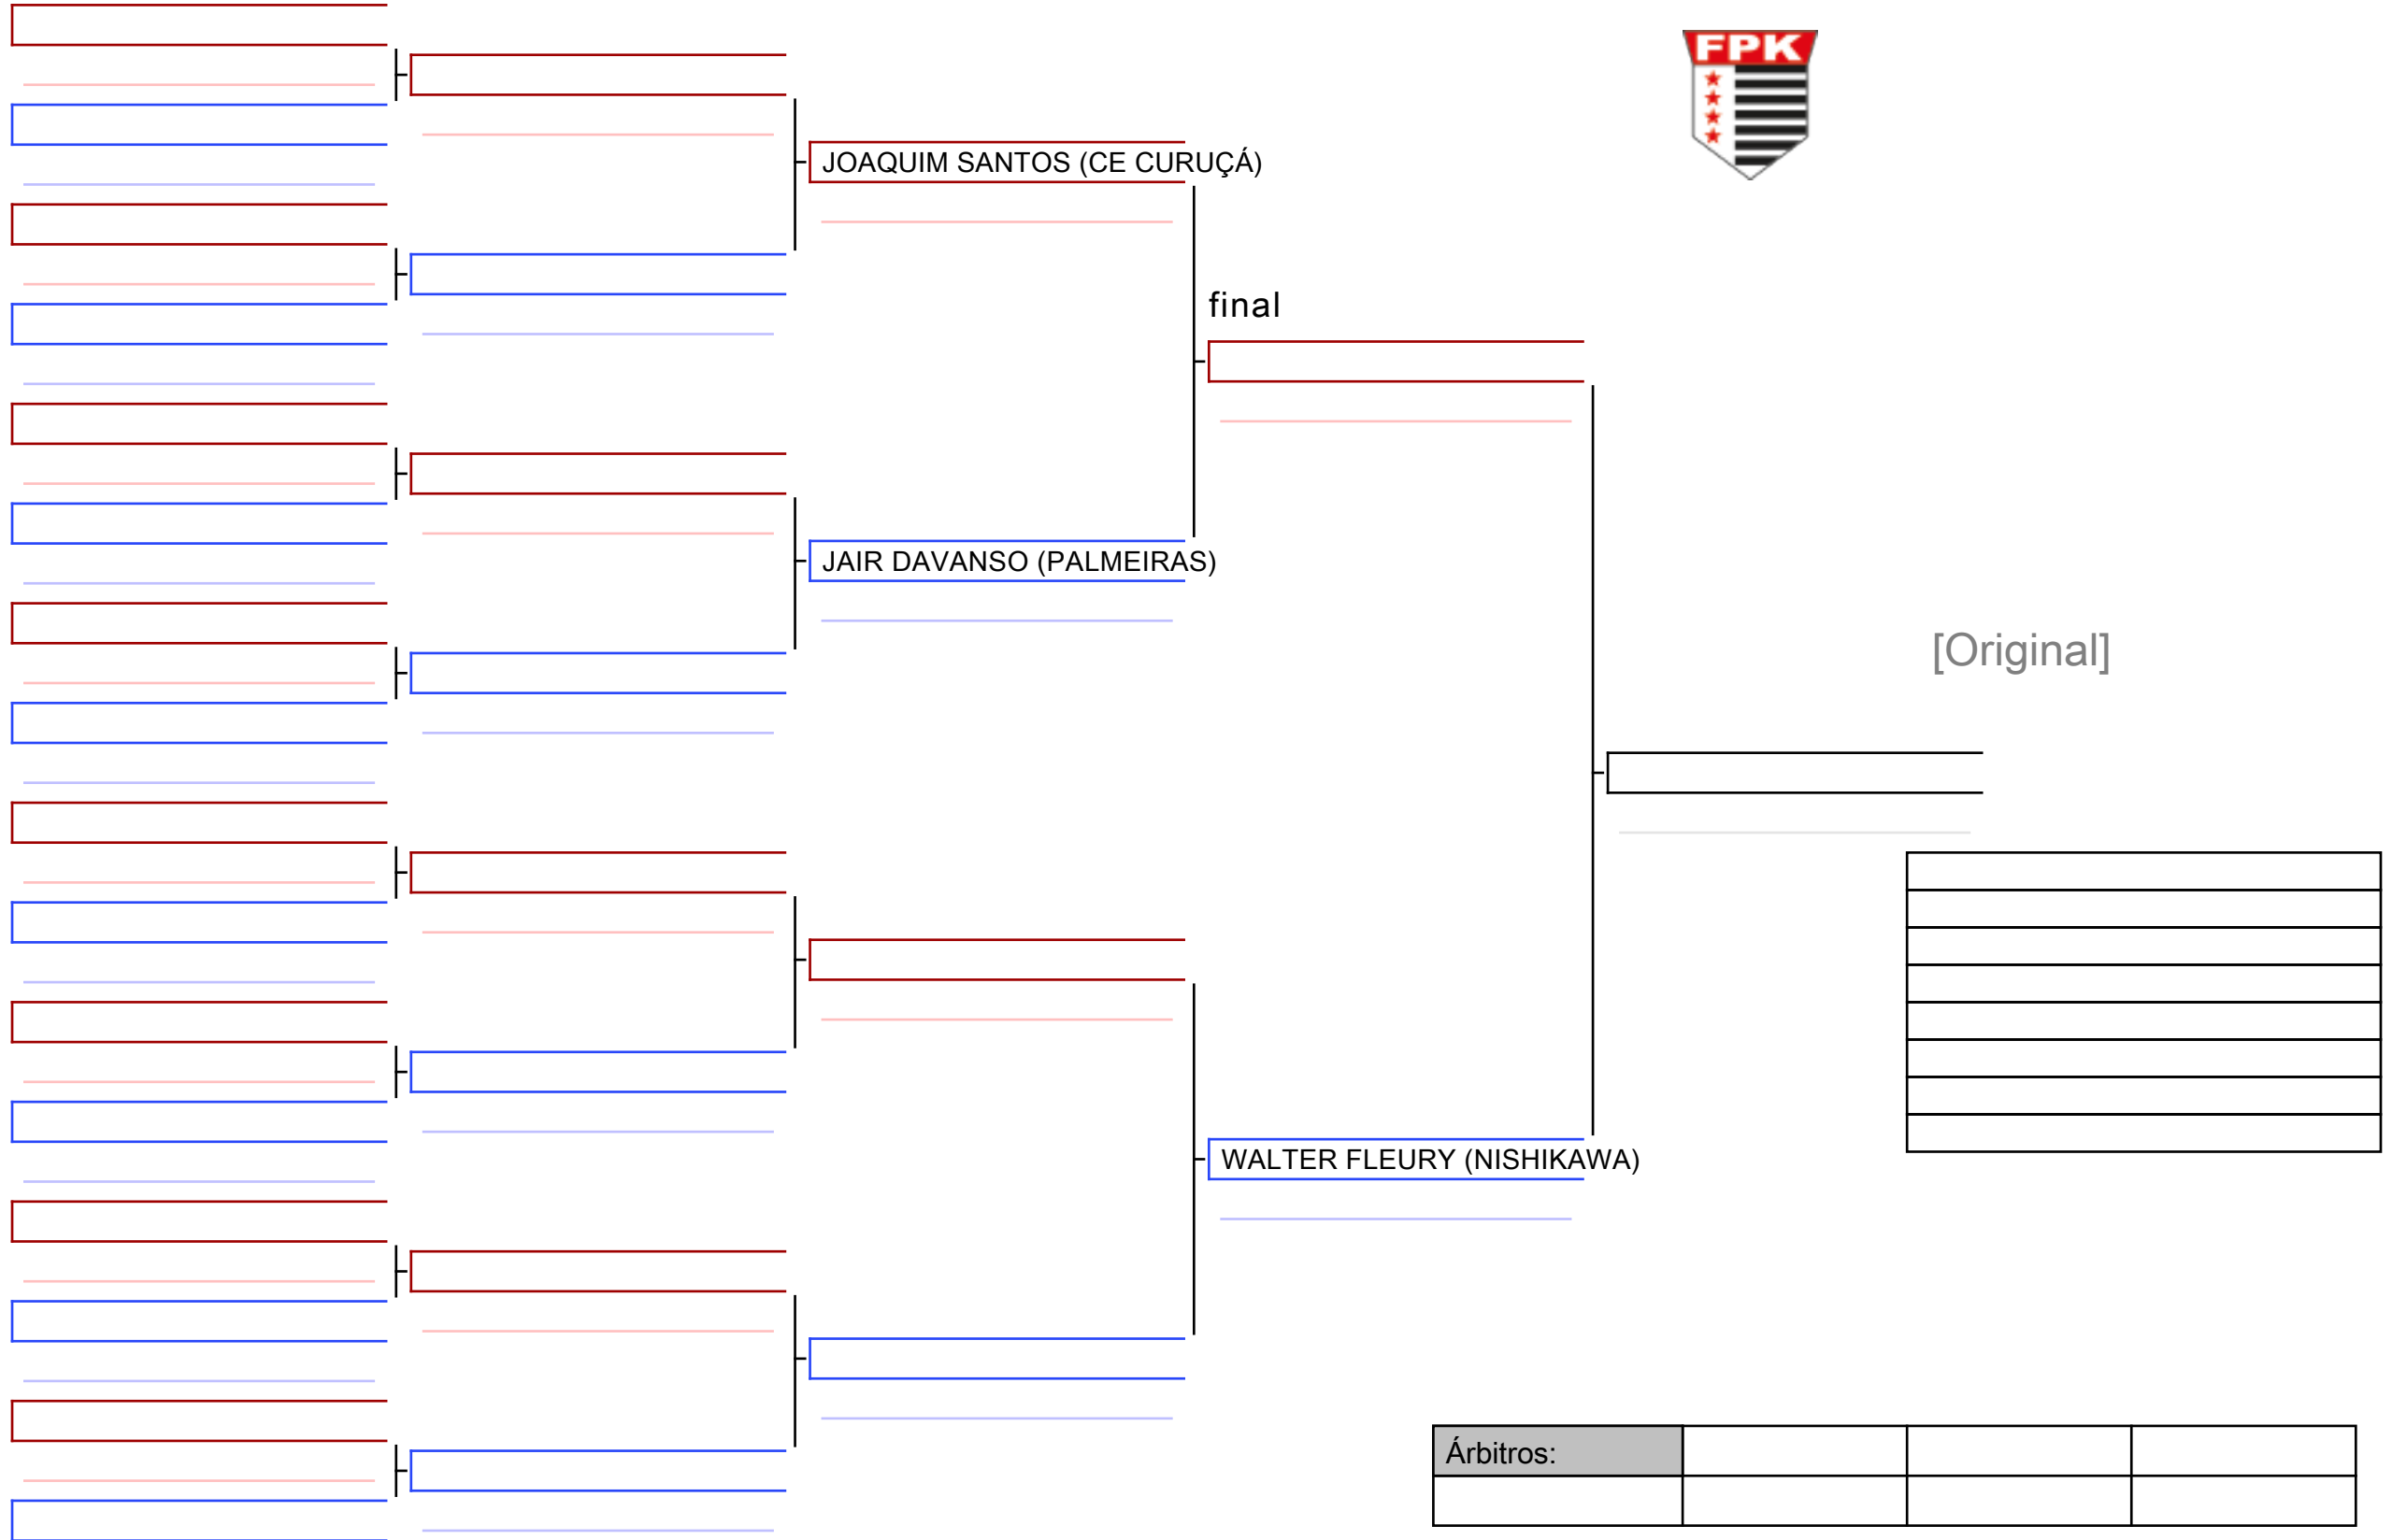 FPK
JOAQUIM SANTOS (CE CURUÇÁ)
final
JAIR DAVANSO (PALMEIRAS)
[Original]
WALTER FLEURY (NISHIKAWA)
Árbitros: